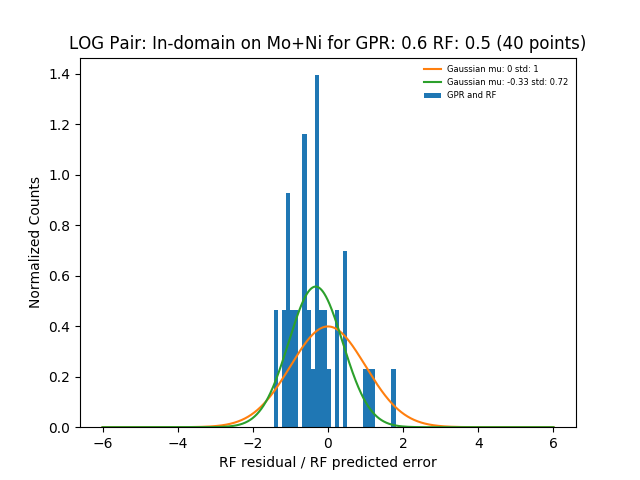 LOG Pair: In-domain on Mo+Ni for GPR: 0.6 RF: 0.5 (40 points)
Gaussian mu: 0 std: 1
Gaussian mu: -0.33 std: 0.72
GPR and RF
Normalized Counts
1.4
1.2
1.0
0.8
0.6
0.4
0.2
0.0
−6 −4 −2 0 2 4 6
RF residual / RF predicted error